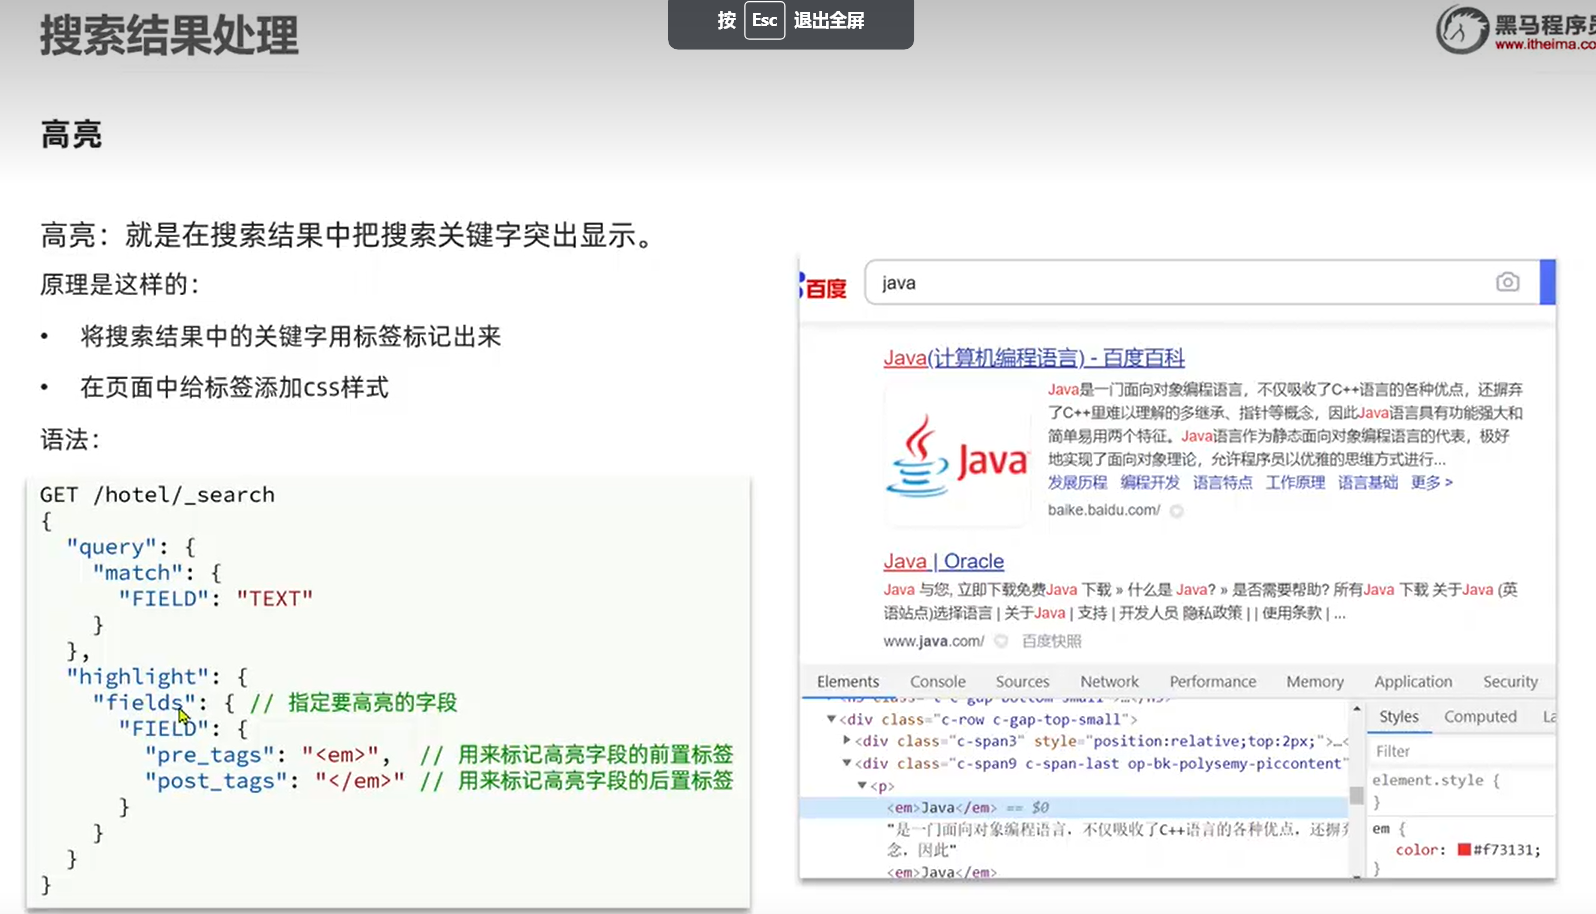 搜索结果处理
按 Esc 退出全屏
黑马程序员
www.itheima.co
高亮
高亮：就是在搜索结果中把搜索关键字突出显示。
原理是这样的：
• 将搜索结果中的关键字用标签标记出来
• 在页面中给标签添加css样式
语法：
GET /hotel/_search
{
"query": {
"match": {
"FIELD": "TEXT"
}
},
"highlight": {
"fields": { // 指定要高亮的字段
"FIELD": {
"pre_tags": "<em>", // 用来标记高亮字段的前置标签
"post_tags": "</em>" // 用来标记高亮字段的后置标签
}
}
}
}
百度
java
Java(计算机编程语言) - 百度百科
Java
Java是一门面向对象编程语言，不仅吸收了C++语言的各种优点，还摒弃
了C++里难以理解的多继承、指针等概念，因此Java语言具有功能强大和
简单易用两个特征。Java语言作为静态面向对象编程语言的代表，极好
地实现了面向对象理论，允许程序员以优雅的思维方式进行...
发展历程 编程开发 语言特点 工作原理 语言基础 更多 >
baike.baidu.com/
Java | Oracle
Java 与您, 立即下载免费Java 下载 » 什么是 Java? » 是否需要帮助? 所有Java 下载 关于Java (英
语站点)选择语言 | 关于Java | 支持 | 开发人员 隐私政策 | | 使用条款 | ...
www.java.com/ 百度快照
Elements Console Sources Network Performance Memory Application Security
▼<div class="c-row c-gap-top-small">
▶<div class="c-span3" style="position:relative;top:2px;">…<
▼<div class="c-span9 c-span-last op-bk-polysemy-piccontent"
▼<p>
<em>Java</em> == $0
"是一门面向对象编程语言，不仅吸收了C++语言的各种优点，还摒弃
念，因此"
<em>Java</em>
Styles Computed La
Filter
element.style {
}
em {
color: #f73131;
}